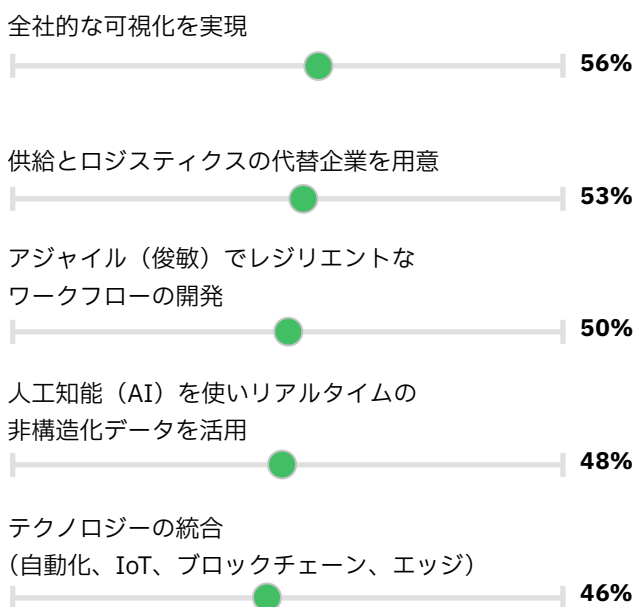 全社的な可視化を実現
56%
供給とロジスティクスの代替企業を用意
53%
アジャイル（俊敏）でレジリエントな
ワークフローの開発
50%
人工知能（AI）を使いリアルタイムの
非構造化データを活用
48%
テクノロジーの統合
（自動化、IoT、ブロックチェーン、エッジ）
46%